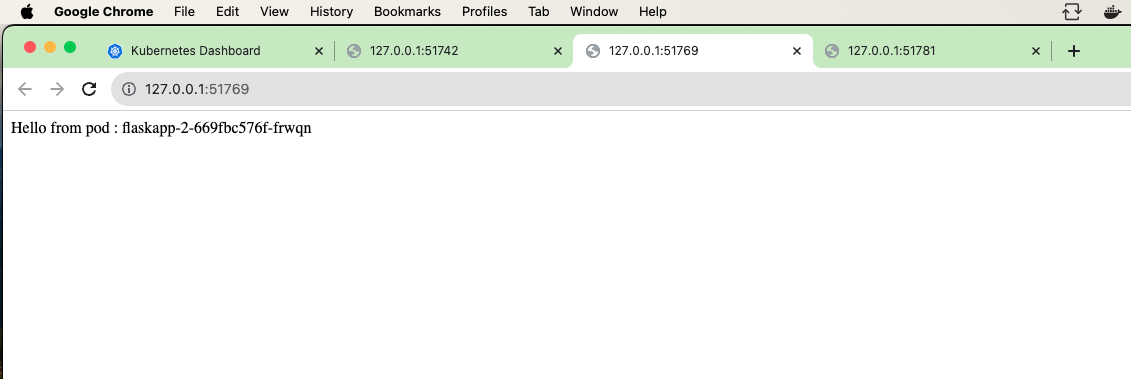 Google Chrome File Edit View History Bookmarks Profiles Tab Window Help
Kubernetes Dashboard 127.0.0.1:51742 127.0.0.1:51769 127.0.0.1:51781
127.0.0.1:51769
Hello from pod : flaskapp-2-669fbc576f-frwqn